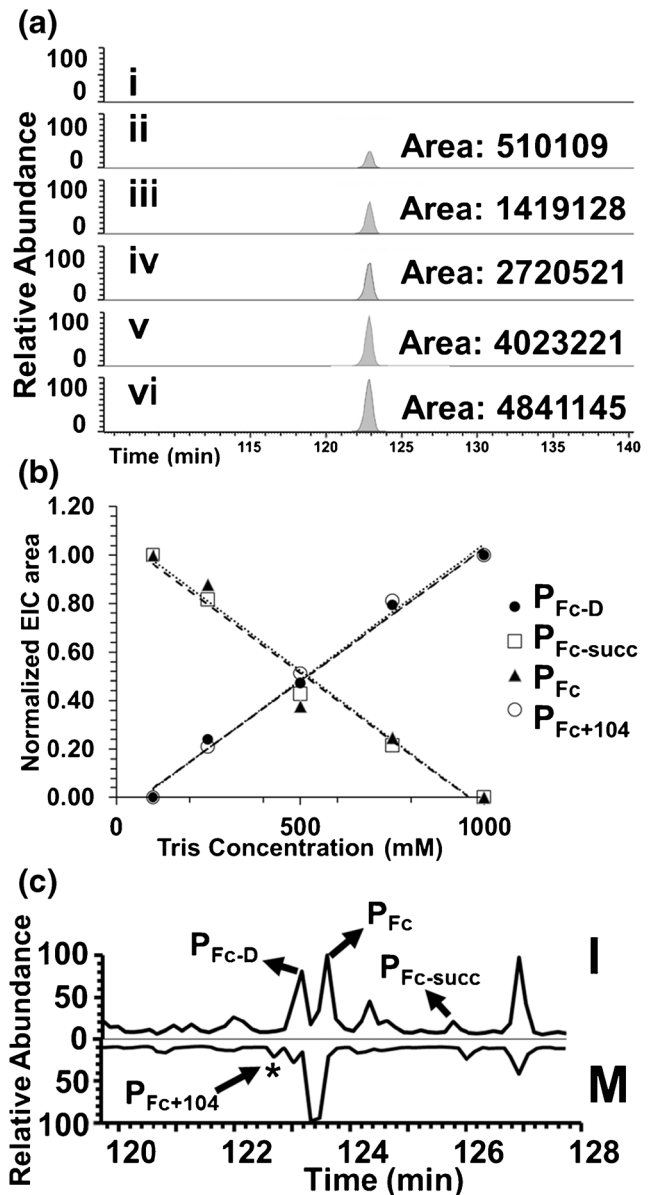 (a)
Relative Abundance
100
0
i
100
0
ii
Area: 510109
100
0
iii
Area: 1419128
100
0
iv
Area: 2720521
100
0
v
Area: 4023221
100
0
vi
Area: 4841145
Time (min)
115 120 125 130 135 140
(b)
Normalized EIC area
1.20
1.00
0.80
0.60
0.40
0.20
0.00
0 500 1000
Tris Concentration (mM)
PFc-D
PFc-succ
PFc
PFc+104
(c)
Relative Abundance
100
50
0
50
100
PFc-D
PFc
PFc-succ
I
PFc+104
*
M
120 122 124 126 128
Time (min)